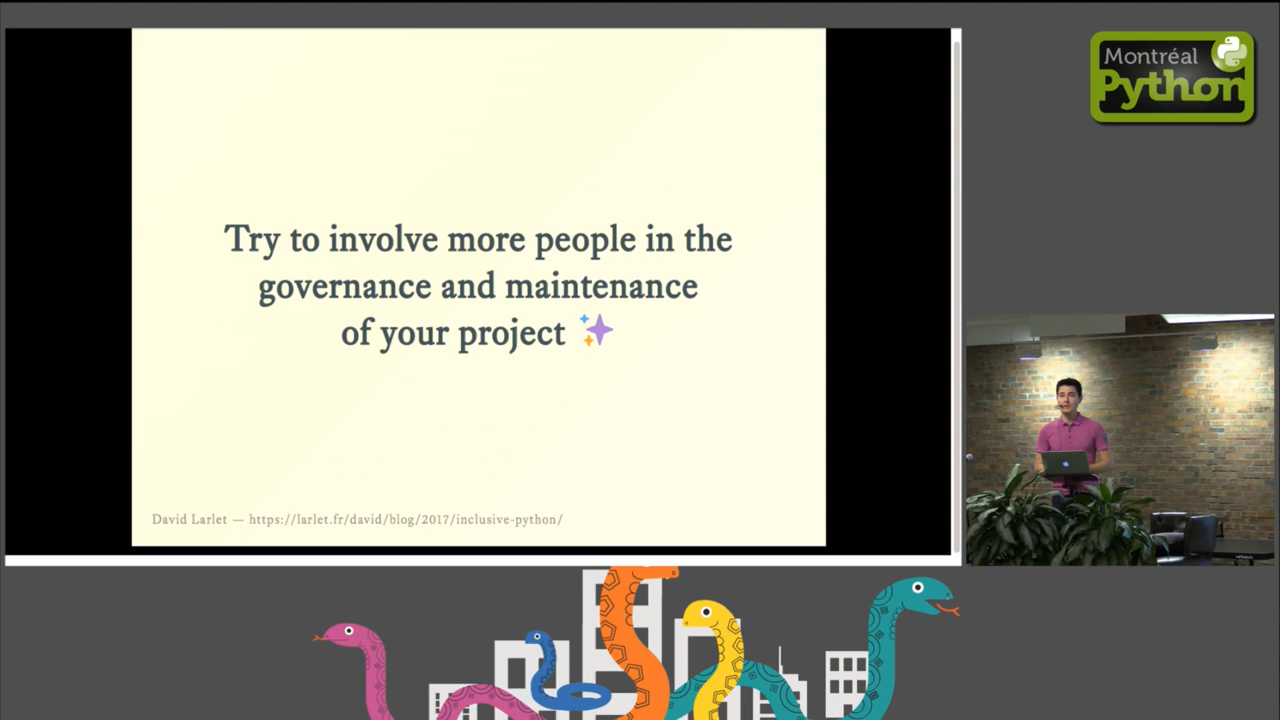 Montréal
Python
Try to involve more people in the
governance and maintenance
of your project ✨
David Larlet — https://larlet.fr/david/blog/2017/inclusive-python/